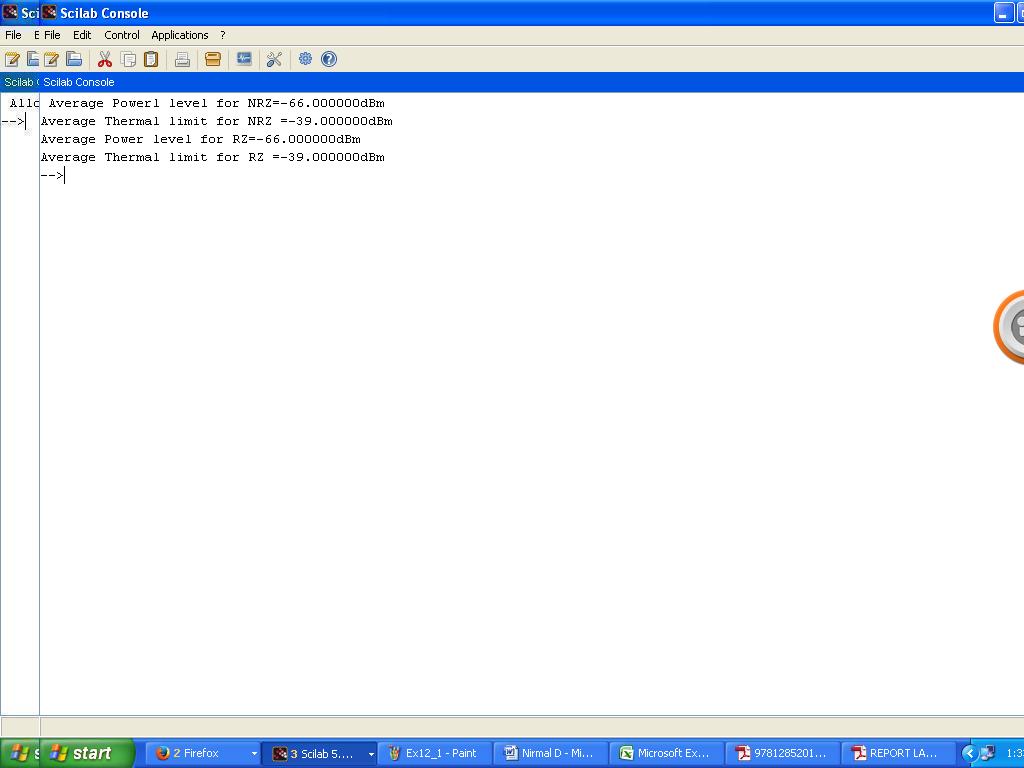 Sci Scilab Console
File E File Edit Control Applications ?
Scilab Scilab Console
Allo Average Powerl level for NRZ=-66.000000dBm
--> Average Thermal limit for NRZ =-39.000000dBm
Average Power level for RZ=-66.000000dBm
Average Thermal limit for RZ =-39.000000dBm
-->
start 2 Firefox 3 Scilab 5.... Ex12_1 - Paint Nirmal D - Mi... Microsoft Ex... 9781285201... REPORT LA... 1:3